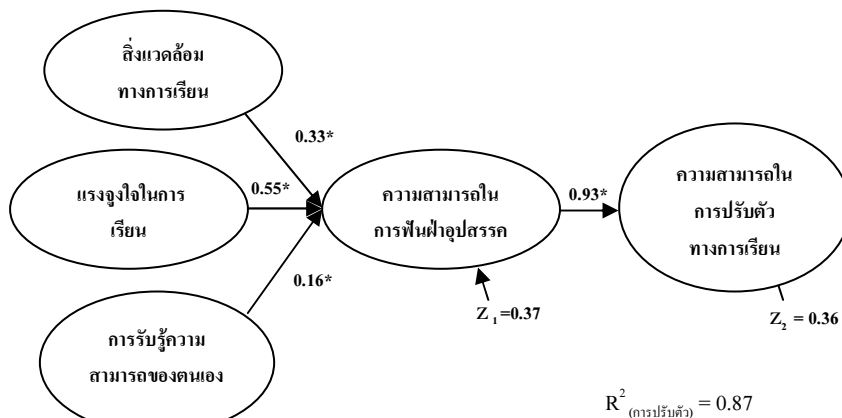 สิ่งแวดล้อม
ทางการเรียน
0.33*
แรงจูงใจในการ
เรียน
0.55*
ความสามารถใน
การฟันฝ่าอุปสรรค
0.93*
ความสามารถใน
การปรับตัว
ทางการเรียน
0.16*
Z1 =0.37
Z2 = 0.36
การรับรู้ความ
สามารถของตนเอง
R2(การปรับตัว) = 0.87